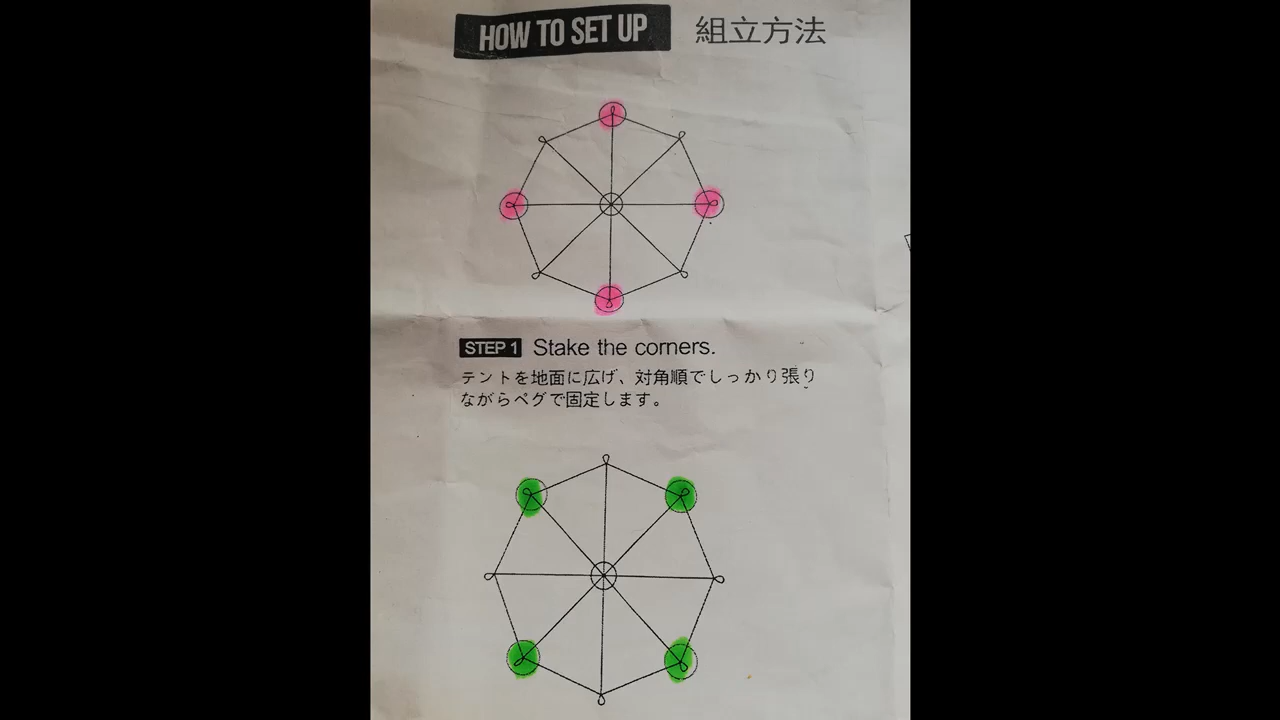 HOW TO SET UP 組立方法
STEP 1 Stake the corners.
テントを地面に広げ、対角順でしっかり張り
ながらペグで固定します。